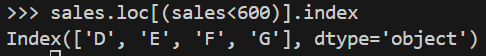 >>> sales.loc[(sales<600)].index
Index(['D', 'E', 'F', 'G'], dtype='object')